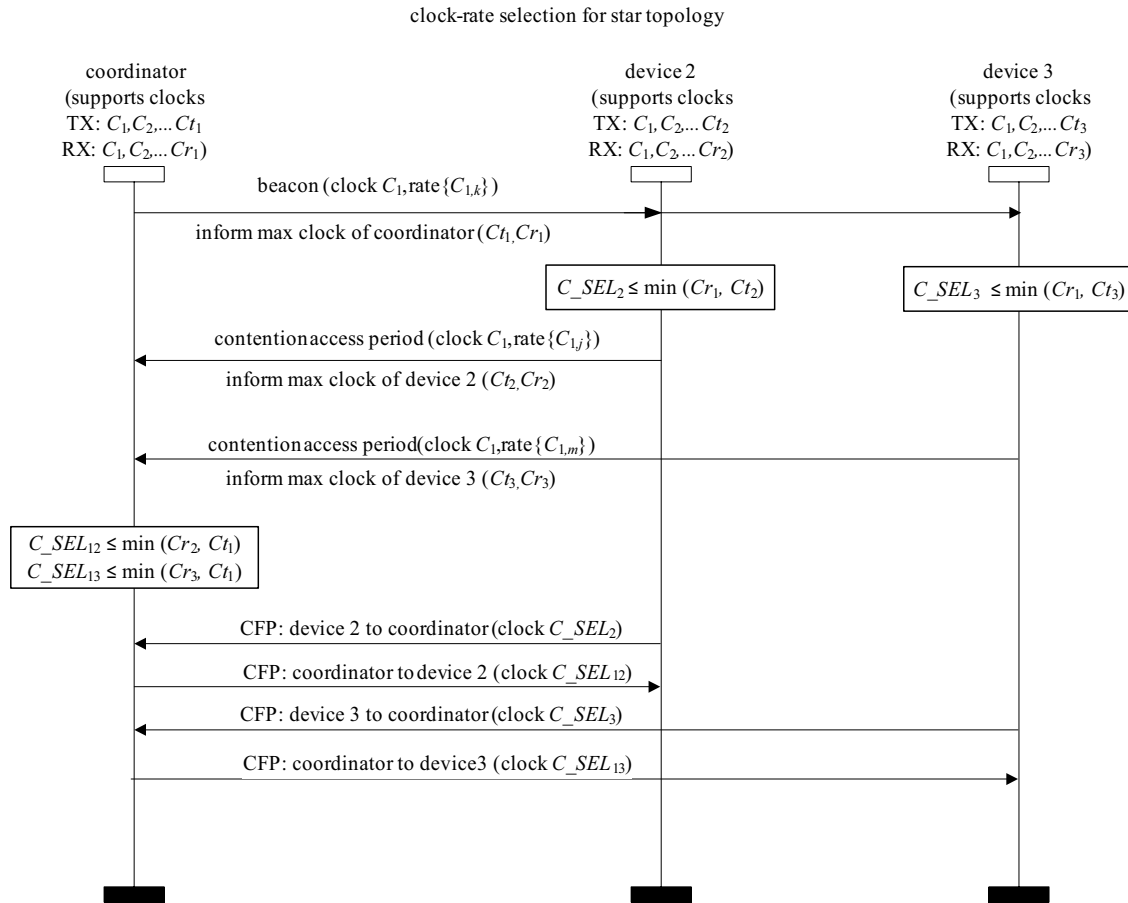 clock-rate selection for star topology
coordinator
(supports clocks
TX: C₁,C₂,... Ct₁
RX: C₁,C₂,... Cr₁)
device 2
(supports clocks
TX: C₁,C₂,... Ct₂
RX: C₁,C₂,... Cr₂)
device 3
(supports clocks
TX: C₁,C₂,... Ct₃
RX: C₁,C₂,... Cr₃)
beacon (clock C₁,rate{C₁,ₖ})
inform max clock of coordinator (Ct₁,Cr₁)
C_SEL₂ ≤ min (Cr₁, Ct₂)
C_SEL₃ ≤ min (Cr₁, Ct₃)
contention access period (clock C₁,rate{C₁,ⱼ})
inform max clock of device 2 (Ct₂,Cr₂)
contention access period(clock C₁,rate{C₁,ₘ})
inform max clock of device 3 (Ct₃,Cr₃)
C_SEL₁₂ ≤ min (Cr₂, Ct₁)
C_SEL₁₃ ≤ min (Cr₃, Ct₁)
CFP: device 2 to coordinator (clock C_SEL₂)
CFP: coordinator to device 2 (clock C_SEL₁₂)
CFP: device 3 to coordinator (clock C_SEL₃)
CFP: coordinator to device3 (clock C_SEL₁₃)